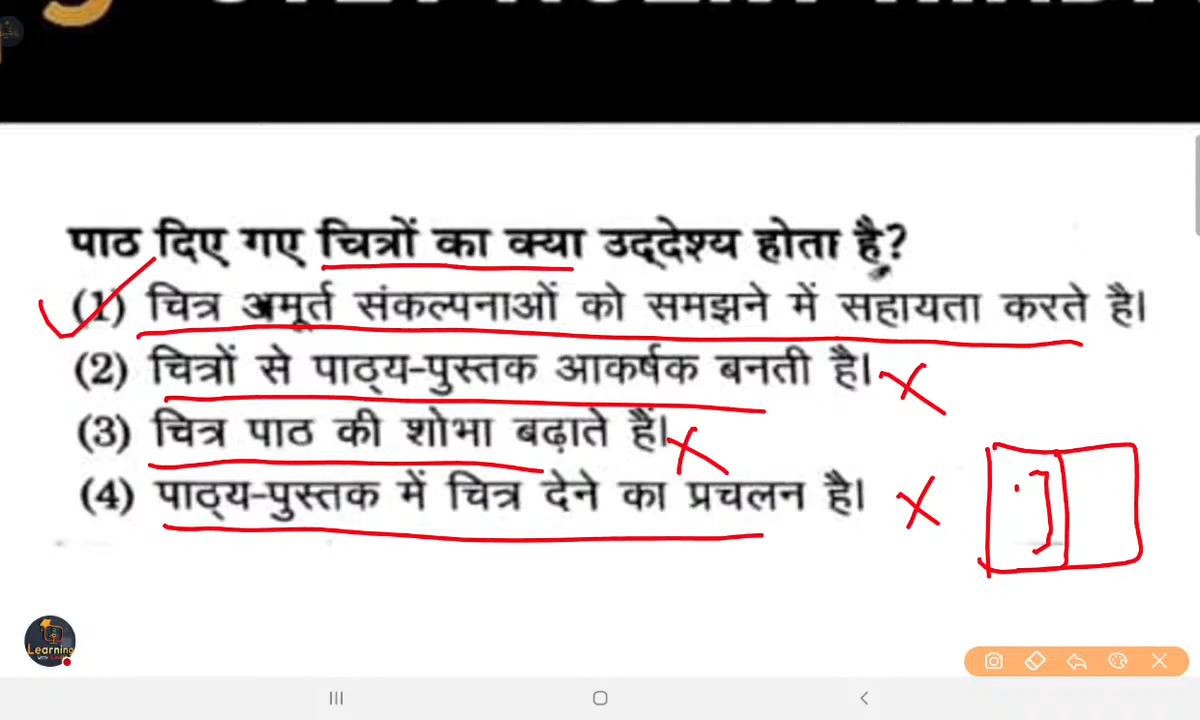 पाठ दिए गए चित्रों का क्या उद्देश्य होता है?
(1) चित्र अमूर्त संकल्पनाओं को समझने में सहायता करते है।
(2) चित्रों से पाठ्य-पुस्तक आकर्षक बनती है।
(3) चित्र पाठ की शोभा बढ़ाते हैं।
(4) पाठ्य-पुस्तक में चित्र देने का प्रचलन है।
Learning